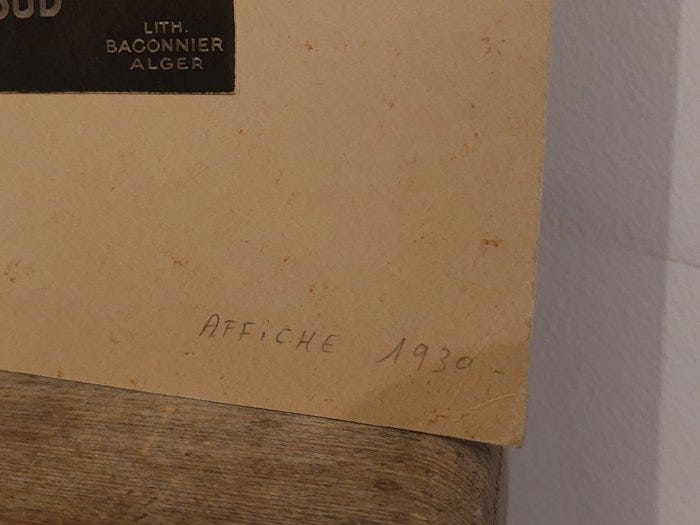 SUD
LITH.
BACONNIER
ALGER
AFFiCHE 1930-